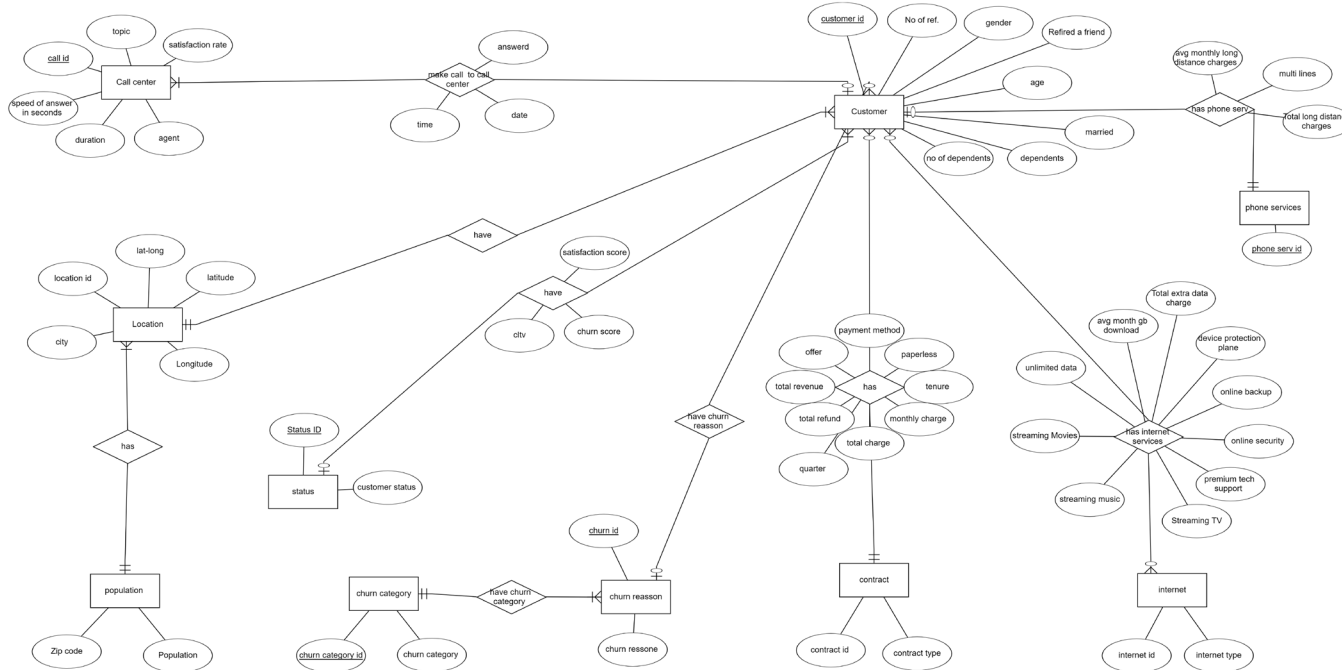 customer id
No of ref.
gender
Refired a friend
topic
satisfaction rate
call id
Call center
speed of answer
in seconds
duration
agent
answerd
make call to call
center
time
date
age
Customer
married
no of dependents
dependents
avg monthly long
distance charges
multi lines
has phone serv
Total long distanc
charges
phone services
phone serv id
have
lat-long
location id
latitude
Location
city
Longitude
satisfaction score
have
cltv
churn score
payment method
offer
paperless
total revenue
has
tenure
total refund
monthly charge
total charge
quarter
Total extra data
charge
avg month gb
download
device protection
plane
unlimited data
online backup
has internet
services
streaming Movies
online security
premium tech
support
streaming music
Streaming TV
have churn
reasson
has
Status ID
status
customer status
churn id
population
churn category
have churn
category
churn reasson
contract
internet
Zip code
Population
churn category id
churn category
churn ressone
contract id
contract type
internet id
internet type